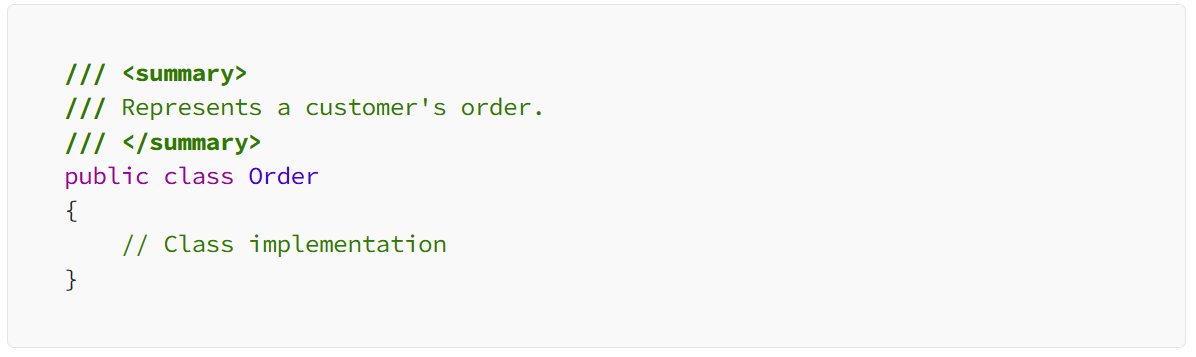 /// <summary>
/// Represents a customer's order.
/// </summary>
public class Order
{
    // Class implementation
}